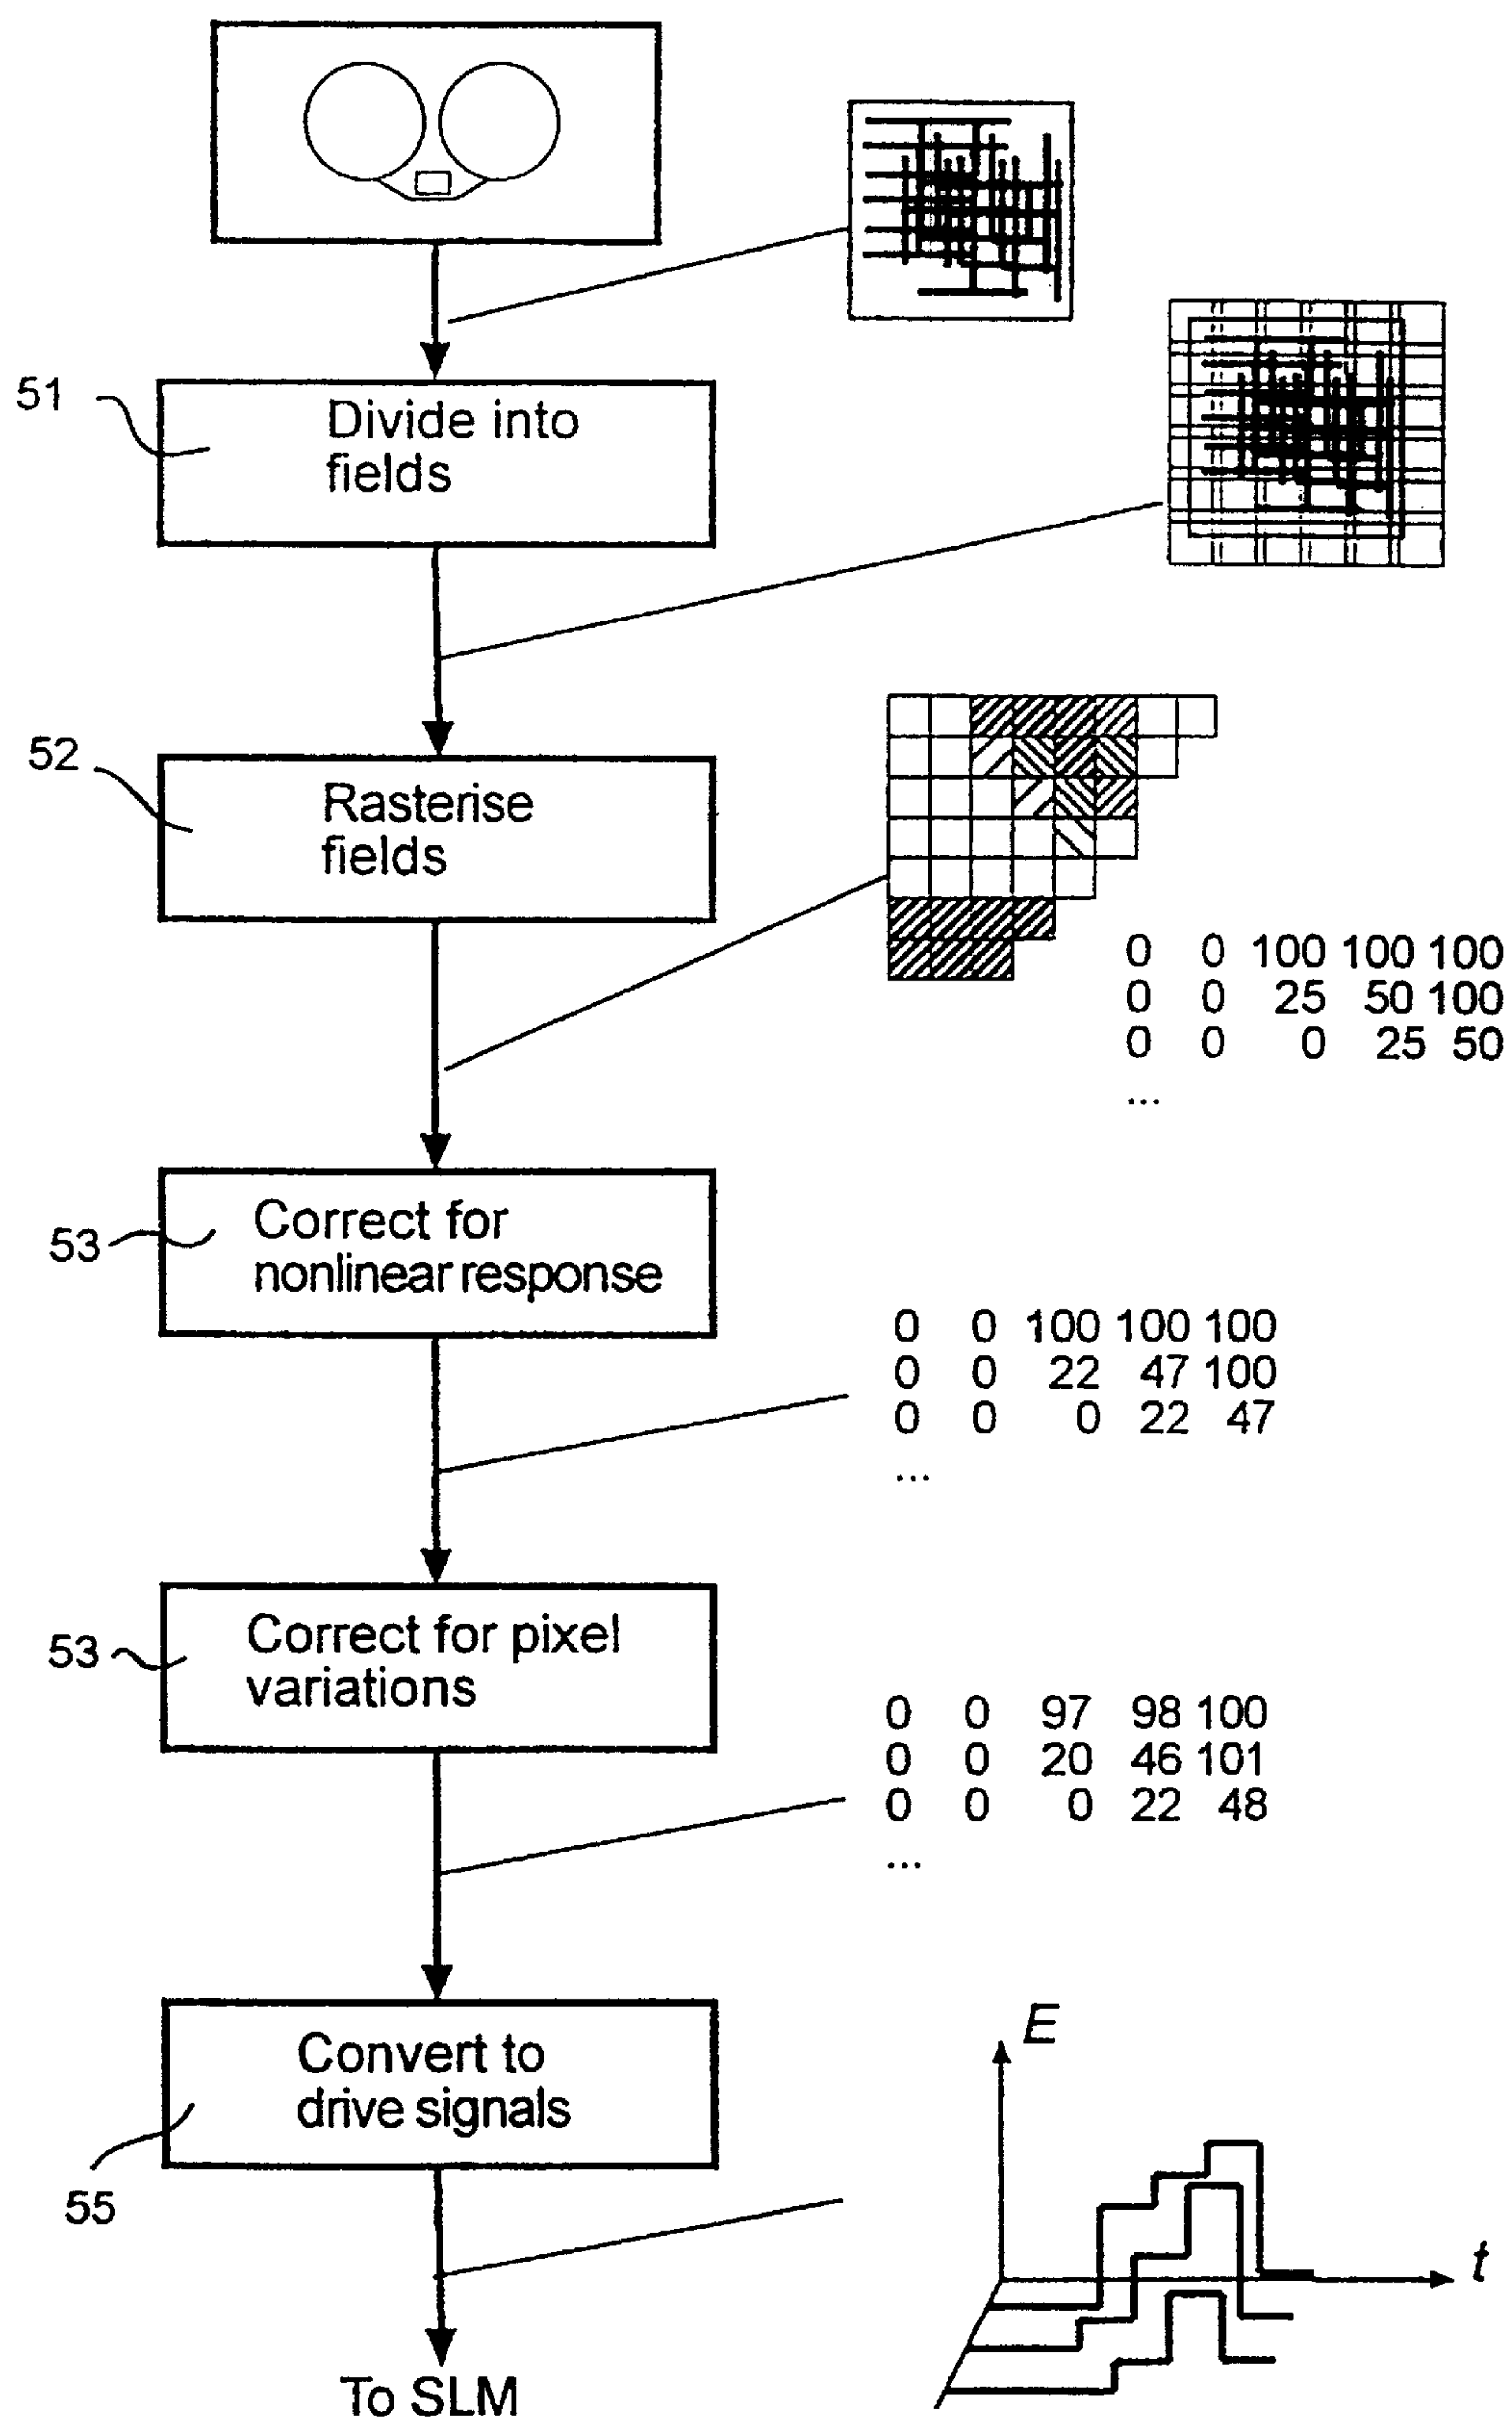 51
Divide into
fields
52
Rasterise
fields
0 0 100 100 100
0 0 25 50 100
0 0 0 25 50
...
53
Correct for
nonlinear response
0 0 100 100 100
0 0 22 47 100
0 0 0 22 47
...
53
Correct for pixel
variations
0 0 97 98 100
0 0 20 46 101
0 0 0 22 48
...
Convert to
drive signals
55
E
t
To SLM